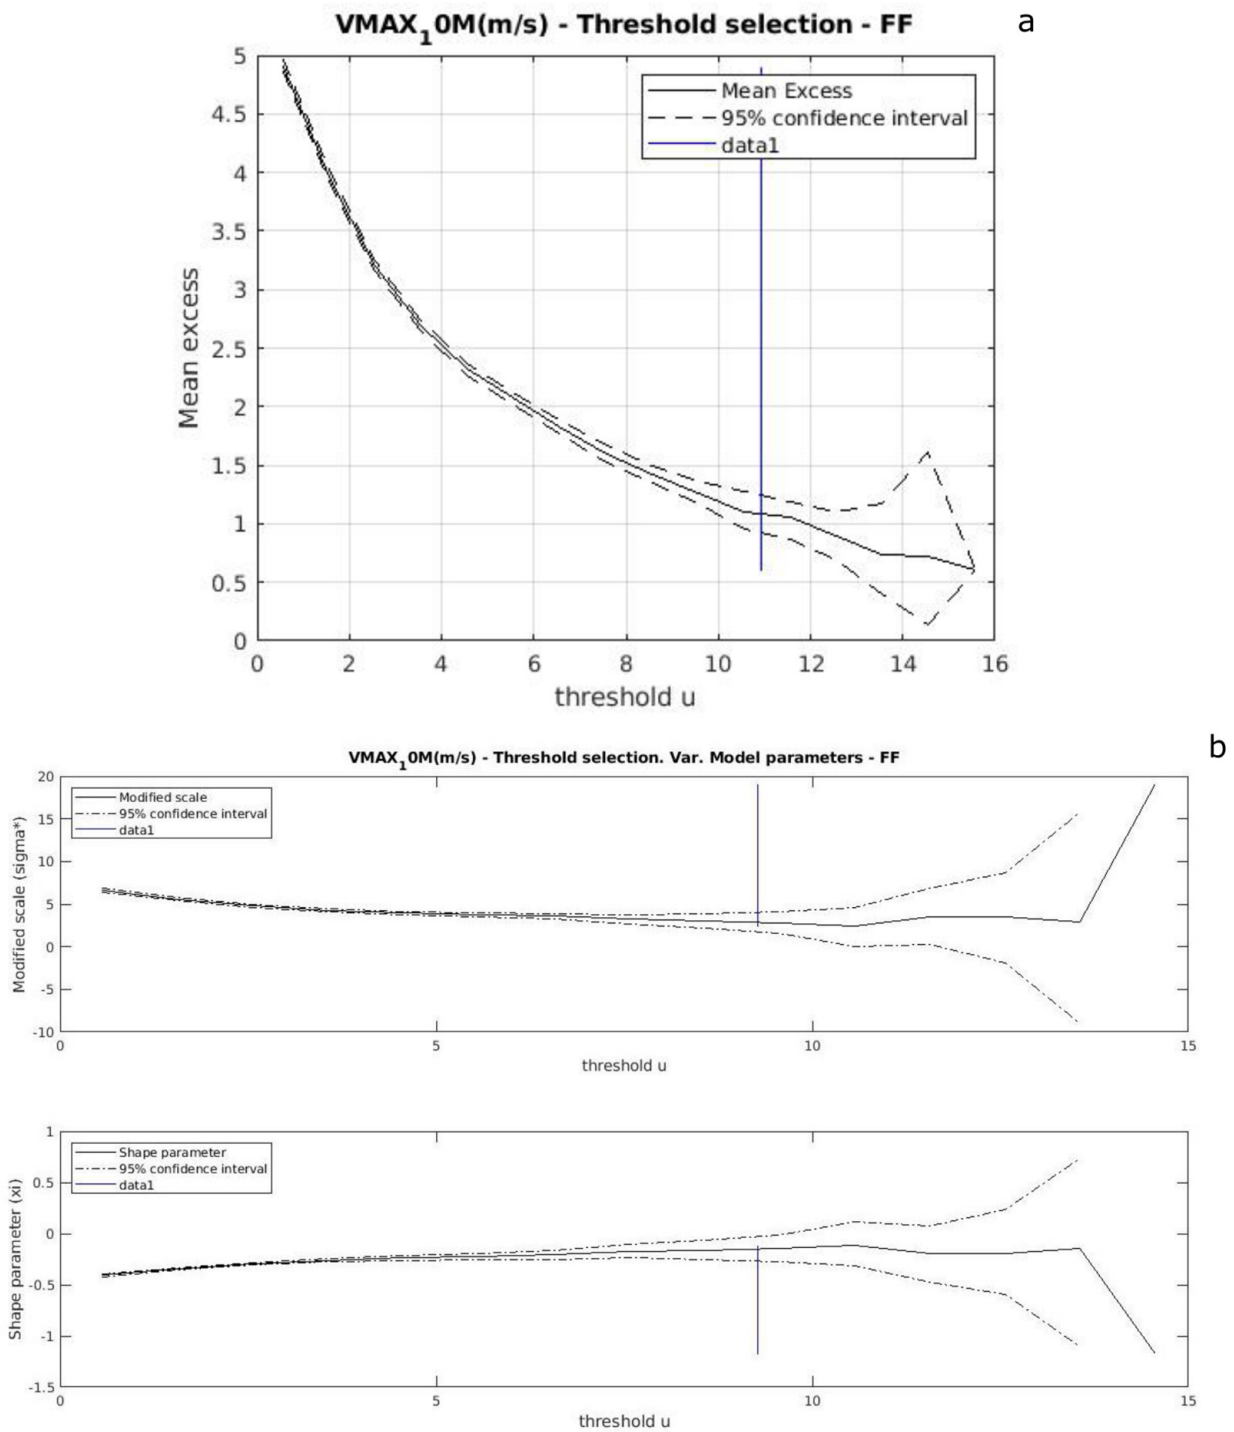 VMAX10M(m/s) - Threshold selection - FF
a
5
4.5
4
3.5
3
2.5
2
1.5
1
0.5
0
Mean excess
Mean Excess
95% confidence interval
data1
0 2 4 6 8 10 12 14 16
threshold u
b
VMAX10M(m/s) - Threshold selection. Var. Model parameters - FF
20
15
10
5
0
-5
-10
Modified scale (sigma*)
Modified scale
95% confidence interval
data1
0 5 10 15
threshold u
1
0.5
0
-0.5
-1
-1.5
Shape parameter (xi)
Shape parameter
95% confidence interval
data1
0 5 10 15
threshold u